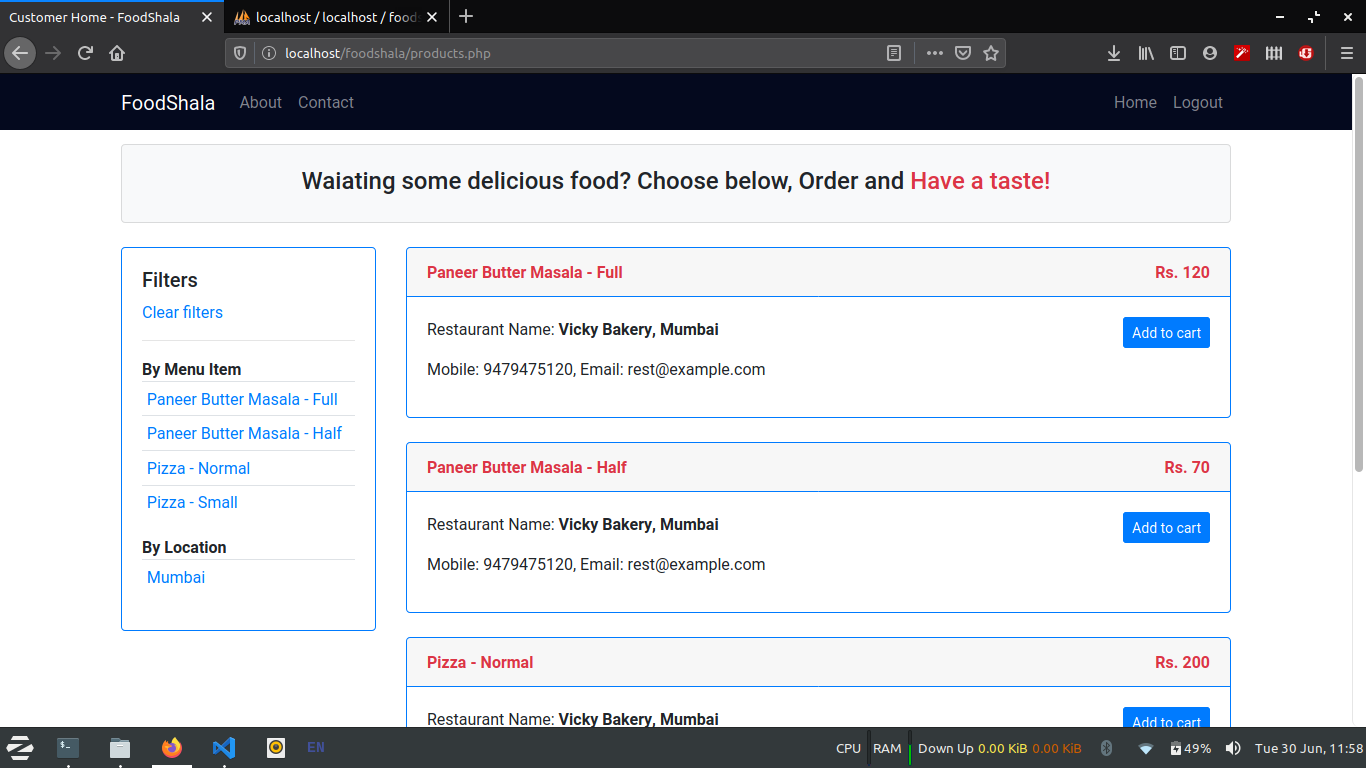 Customer Home - FoodShala
localhost / localhost / foods
localhost/foodshala/products.php
FoodShala About Contact Home Logout
Waiating some delicious food? Choose below, Order and Have a taste!
Filters
Clear filters
By Menu Item
Paneer Butter Masala - Full
Paneer Butter Masala - Half
Pizza - Normal
Pizza - Small
By Location
Mumbai
Paneer Butter Masala - Full Rs. 120
Restaurant Name: Vicky Bakery, Mumbai Add to cart
Mobile: 9479475120, Email: rest@example.com
Paneer Butter Masala - Half Rs. 70
Restaurant Name: Vicky Bakery, Mumbai Add to cart
Mobile: 9479475120, Email: rest@example.com
Pizza - Normal Rs. 200
Restaurant Name: Vicky Bakery, Mumbai Add to cart
EN CPU RAM Down Up 0.00 KiB 0.00 KiB 49% Tue 30 Jun, 11:58